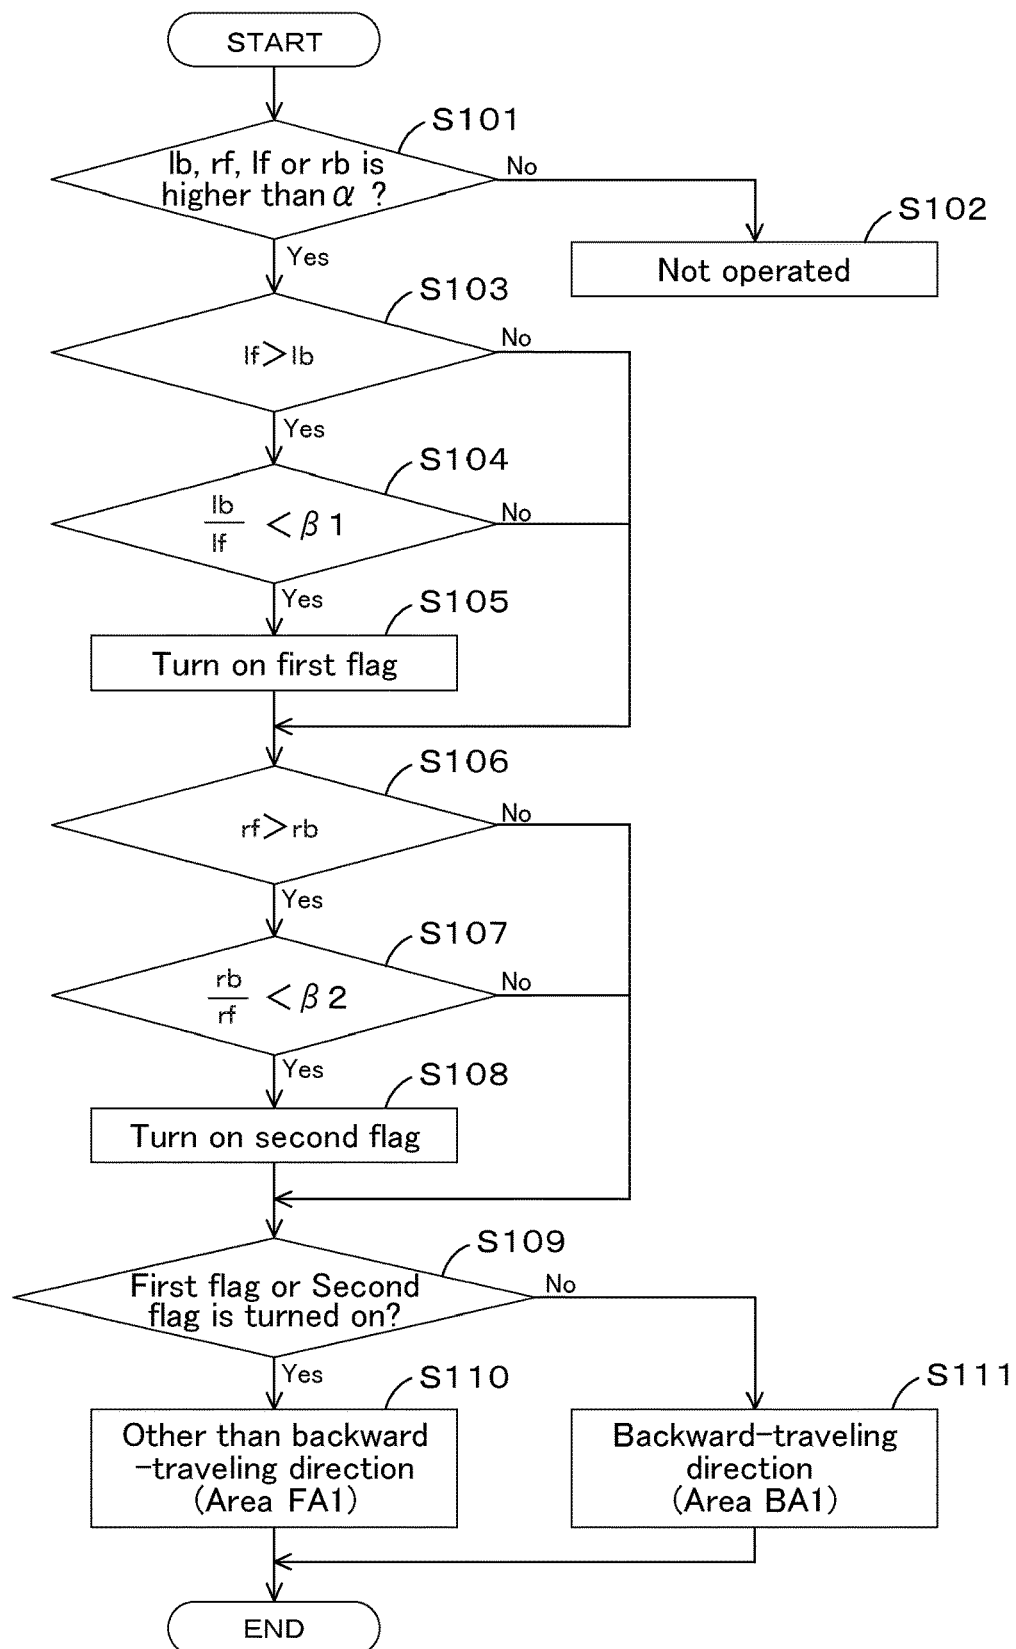 START
S101
lb, rf, lf or rb is
higher than α ?
No
S102
Not operated
Yes
S103
lf>lb
No
Yes
S104
lb
lf
<β1
No
Yes
S105
Turn on first flag
S106
rf>rb
No
Yes
S107
rb
rf
<β2
No
Yes
S108
Turn on second flag
S109
First flag or Second
flag is turned on?
No
Yes
S110
Other than backward
-traveling direction
(Area FA1)
S111
Backward-traveling
direction
(Area BA1)
END